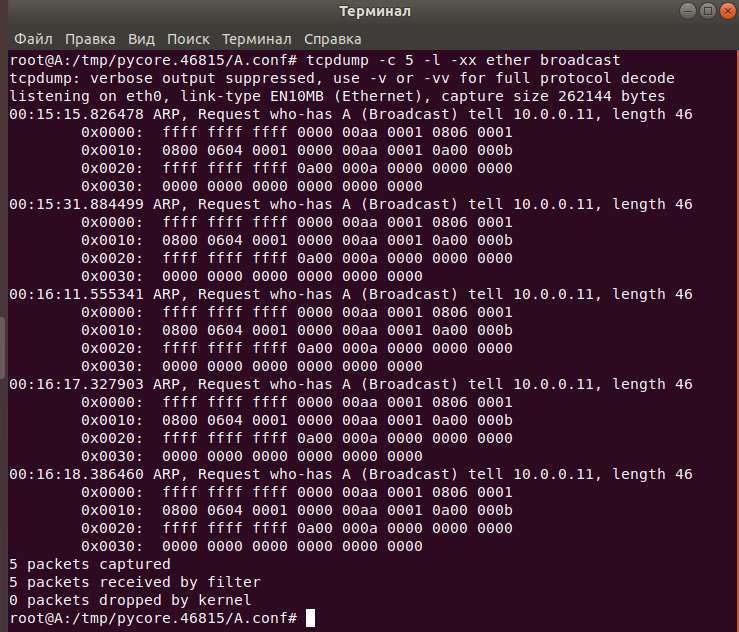 Терминал
Файл Правка Вид Поиск Терминал Справка
root@A:/tmp/pycore.46815/A.conf# tcpdump -c 5 -l -xx ether broadcast
tcpdump: verbose output suppressed, use -v or -vv for full protocol decode
listening on eth0, link-type EN10MB (Ethernet), capture size 262144 bytes
00:15:15.826478 ARP, Request who-has A (Broadcast) tell 10.0.0.11, length 46
0x0000:  ffff ffff ffff 0000 00aa 0001 0806 0001
0x0010:  0800 0604 0001 0000 00aa 0001 0a00 000b
0x0020:  ffff ffff ffff 0a00 000a 0000 0000 0000
0x0030:  0000 0000 0000 0000 0000 0000
00:15:31.884499 ARP, Request who-has A (Broadcast) tell 10.0.0.11, length 46
0x0000:  ffff ffff ffff 0000 00aa 0001 0806 0001
0x0010:  0800 0604 0001 0000 00aa 0001 0a00 000b
0x0020:  ffff ffff ffff 0a00 000a 0000 0000 0000
0x0030:  0000 0000 0000 0000 0000 0000
00:16:11.555341 ARP, Request who-has A (Broadcast) tell 10.0.0.11, length 46
0x0000:  ffff ffff ffff 0000 00aa 0001 0806 0001
0x0010:  0800 0604 0001 0000 00aa 0001 0a00 000b
0x0020:  ffff ffff ffff 0a00 000a 0000 0000 0000
0x0030:  0000 0000 0000 0000 0000 0000
00:16:17.327903 ARP, Request who-has A (Broadcast) tell 10.0.0.11, length 46
0x0000:  ffff ffff ffff 0000 00aa 0001 0806 0001
0x0010:  0800 0604 0001 0000 00aa 0001 0a00 000b
0x0020:  ffff ffff ffff 0a00 000a 0000 0000 0000
0x0030:  0000 0000 0000 0000 0000 0000
00:16:18.386460 ARP, Request who-has A (Broadcast) tell 10.0.0.11, length 46
0x0000:  ffff ffff ffff 0000 00aa 0001 0806 0001
0x0010:  0800 0604 0001 0000 00aa 0001 0a00 000b
0x0020:  ffff ffff ffff 0a00 000a 0000 0000 0000
0x0030:  0000 0000 0000 0000 0000 0000
5 packets captured
5 packets received by filter
0 packets dropped by kernel
root@A:/tmp/pycore.46815/A.conf#